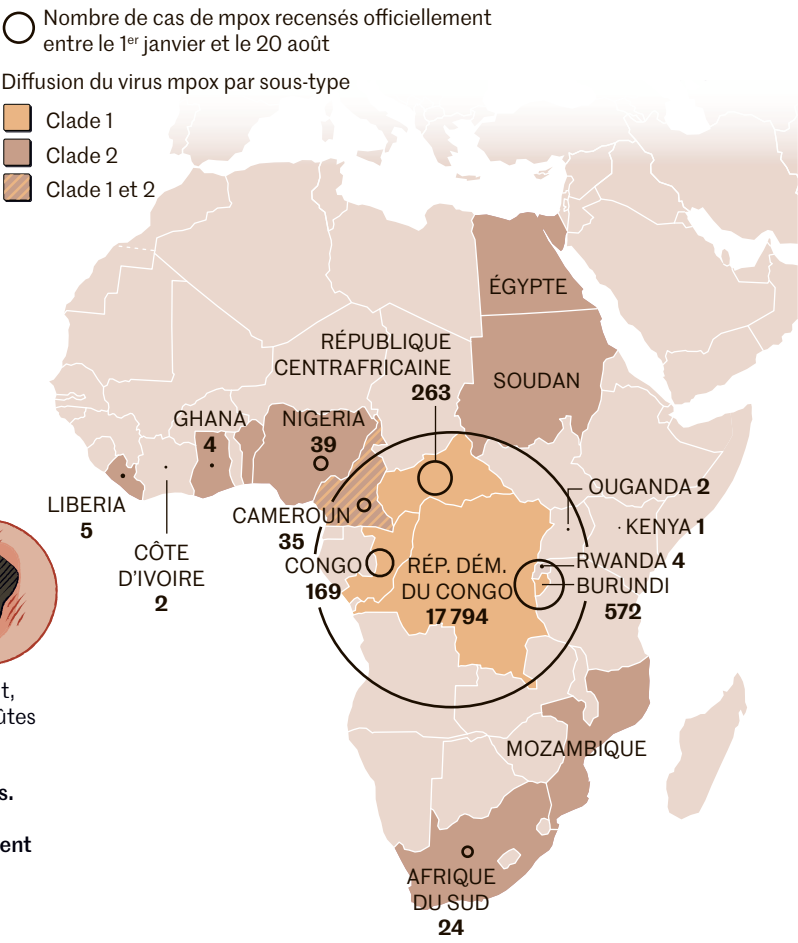 Nombre de cas de mpox recensés officiellement
entre le 1er janvier et le 20 août
Diffusion du virus mpox par sous-type
Clade 1
Clade 2
Clade 1 et 2
ÉGYPTE
RÉPUBLIQUE
CENTRAFRICAINE
263
SOUDAN
GHANA
4
NIGERIA
39
LIBERIA
5
CÔTE
D'IVOIRE
2
CAMEROUN
35
CONGO
169
RÉP. DÉM.
DU CONGO
17 794
OUGANDA 2
KENYA 1
RWANDA 4
BURUNDI
572
MOZAMBIQUE
AFRIQUE
DU SUD
24
t,
ûtes
s.
ent